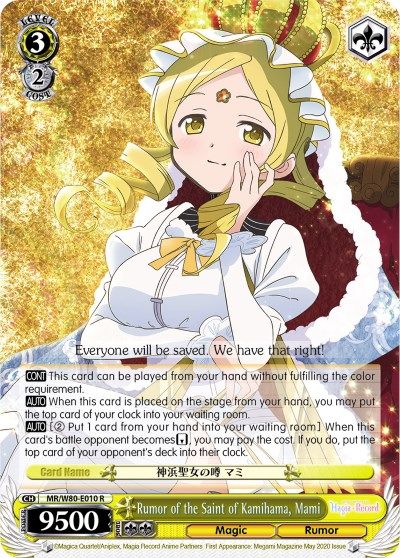 LEVEL
3
2
COST
Everyone will be saved. We have that right!
CONT This card can be played from your hand without fulfilling the color
requirement.
AUTO When this card is placed on the stage from your hand, you may put
the top card of your clock into your waiting room.
AUTO [② Put 1 card from your hand into your waiting room] When this
card's battle opponent becomes, you may pay the cost. If you do, put the
top card of your opponent's deck into their clock.
Card Name 神浜聖女の噂 マミ
CH MR/W80-E010 R
Rumor of the Saint of Kamihama, Mami
Magia Record
POWER 9500 SOUL
Magic Rumor
©Magica Quartet/Aniplex, Magia Record Anime Partners First Appearance: Megami Magazine May 2020 Issue